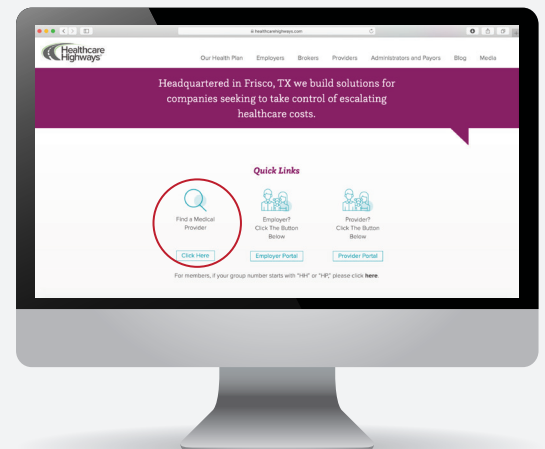 healthcarehighways.com
Healthcare
Highways
Our Health Plan Employers Brokers Providers Administrators and Payors Blog Media
Headquartered in Frisco, TX we build solutions for
companies seeking to take control of escalating
healthcare costs.
Quick Links
Find a Medical
Provider
Click Here
Employer?
Click The Button
Below
Employer Portal
Provider?
Click The Button
Below
Provider Portal
For members, if your group number starts with "HH" or "HP," please click here.